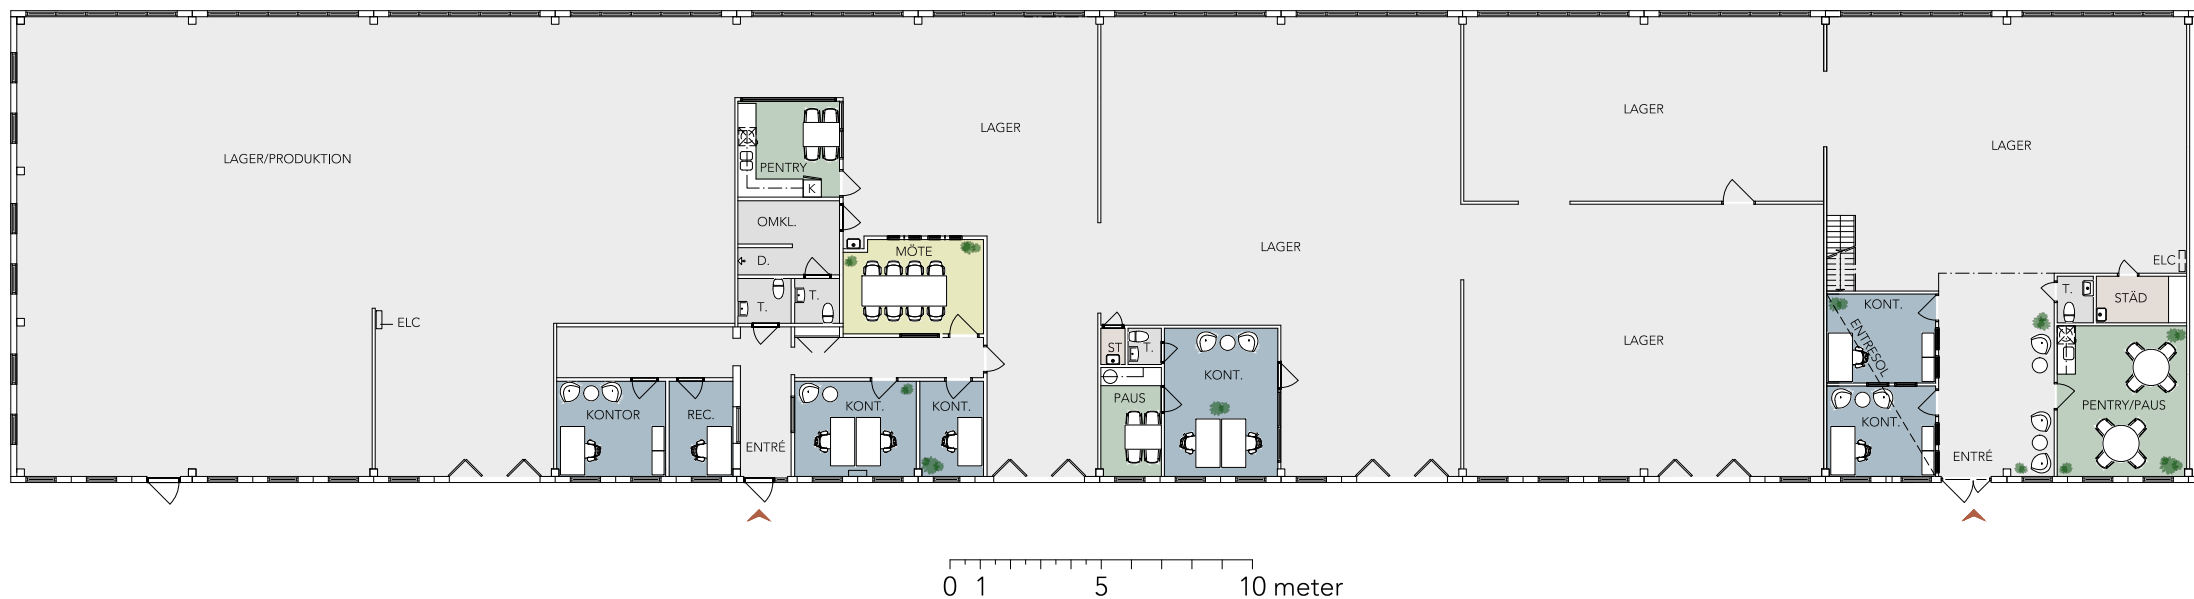 LAGER/PRODUKTION
ELC
PENTRY
K
OMKL.
D.
T.
T.
MÖTE
LAGER
KONTOR
REC.
ENTRÉ
KONT.
KONT.
ST
T.
PAUS
KONT.
LAGER
LAGER
LAGER
LAGER
ELC
KONT.
ENTRESOL
KONT.
T.
STÄD
PENTRY/PAUS
ENTRÉ
0 1 5 10 meter